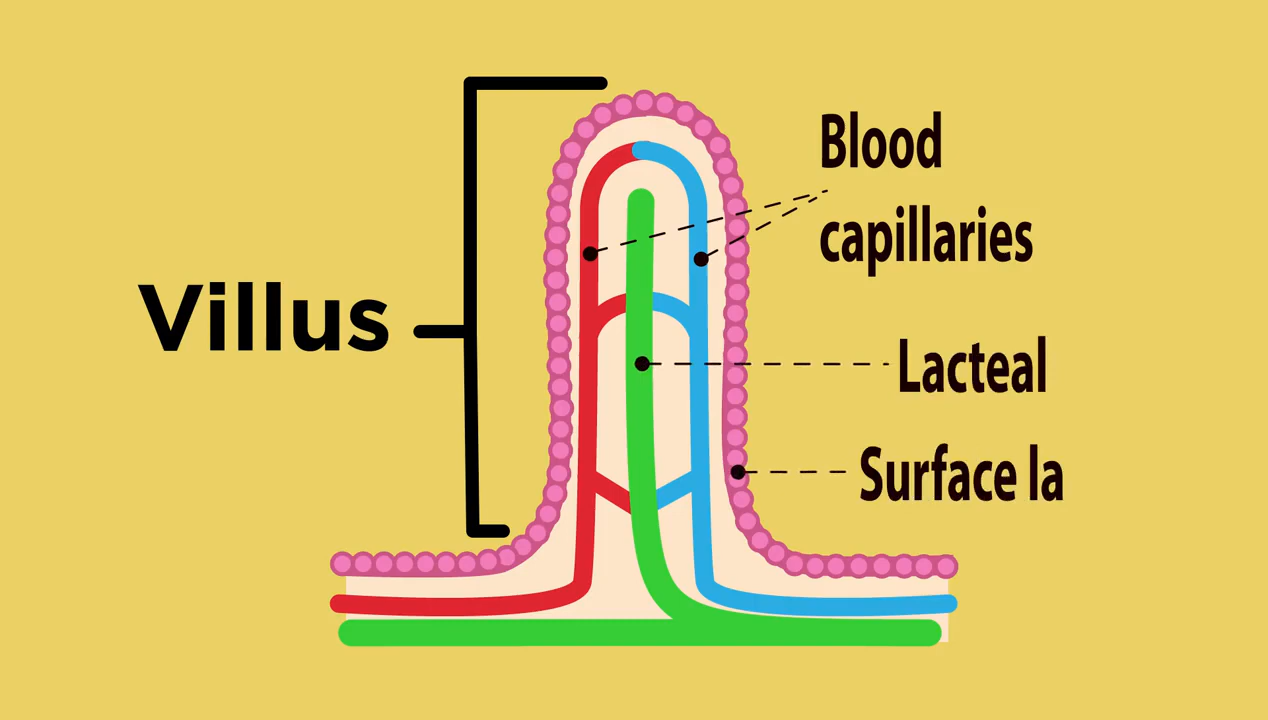 Villus
Blood
capillaries
Lacteal
Surface la